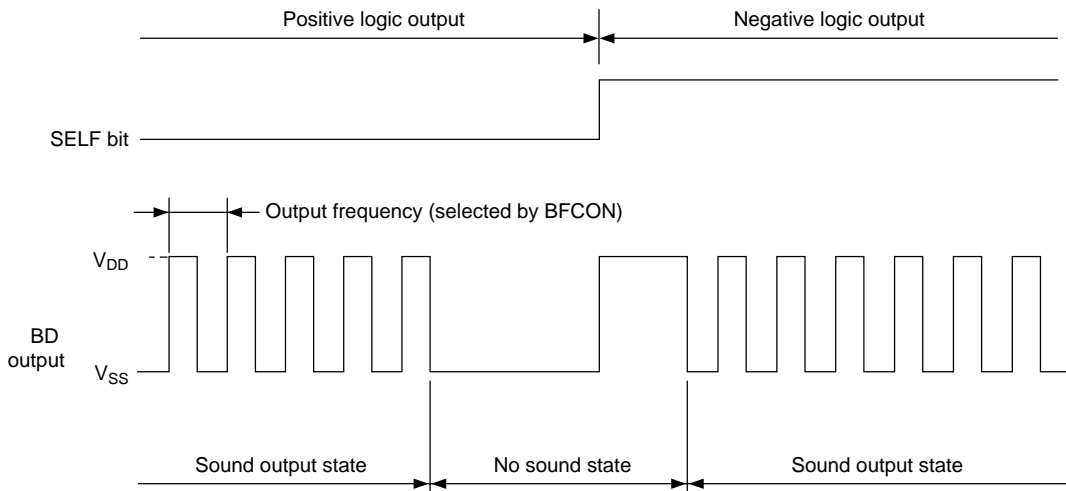 Positive logic output
Negative logic output
SELF bit
Output frequency (selected by BFCON)
VDD
BD
output
VSS
Sound output state
No sound state
Sound output state